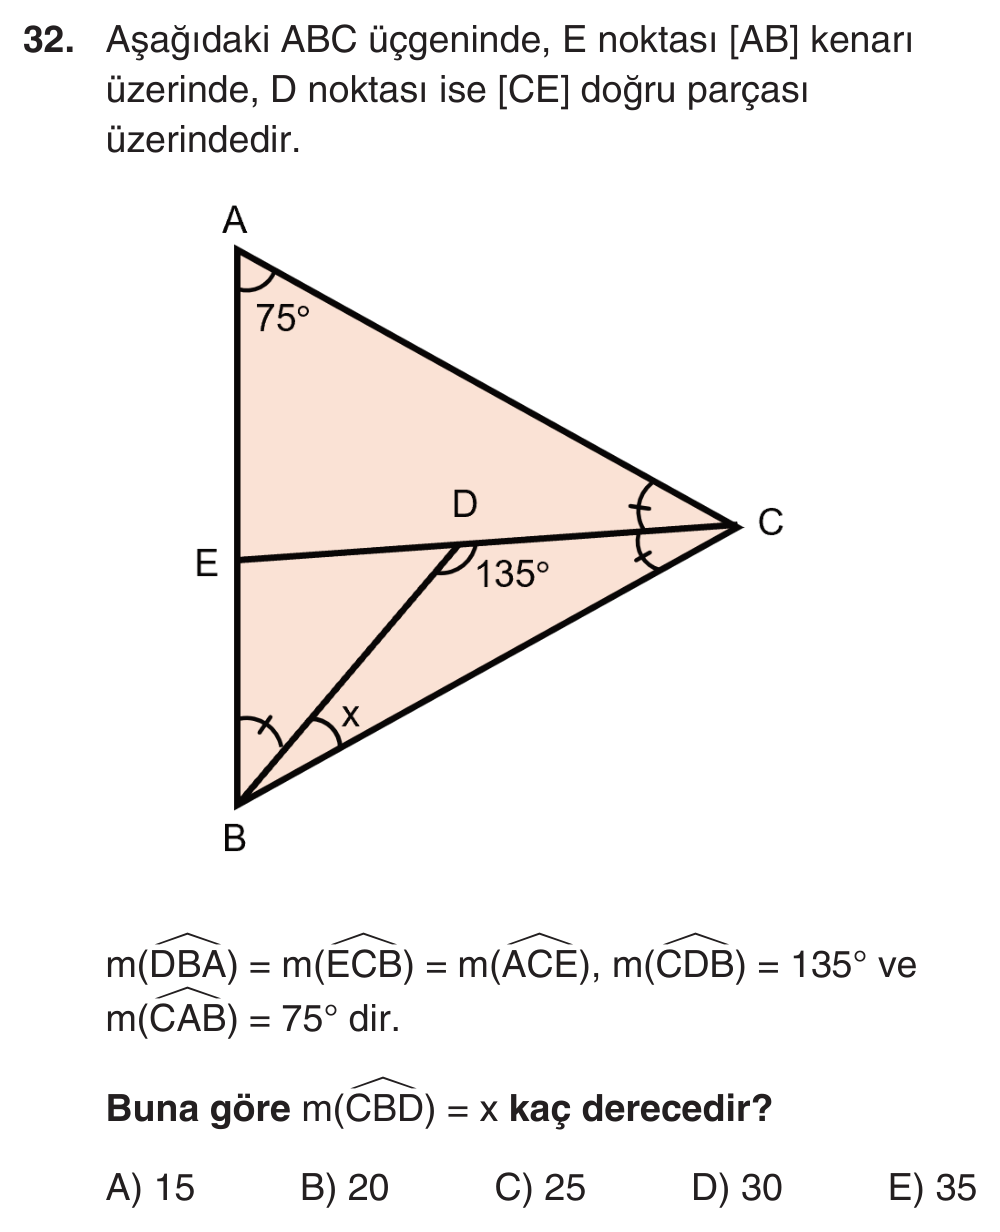 32. Aşağıdaki ABC üçgeninde, E noktası [AB] kenarı
üzerinde, D noktası ise [CE] doğru parçası
üzerindedir.
A
75°
D
C
E
135°
x
B
m(DBA) = m(ECB) = m(ACE), m(CDB) = 135° ve
m(CAB) = 75° dir.
Buna göre m(CBD) = x kaç derecedir?
A) 15 B) 20 C) 25 D) 30 E) 35